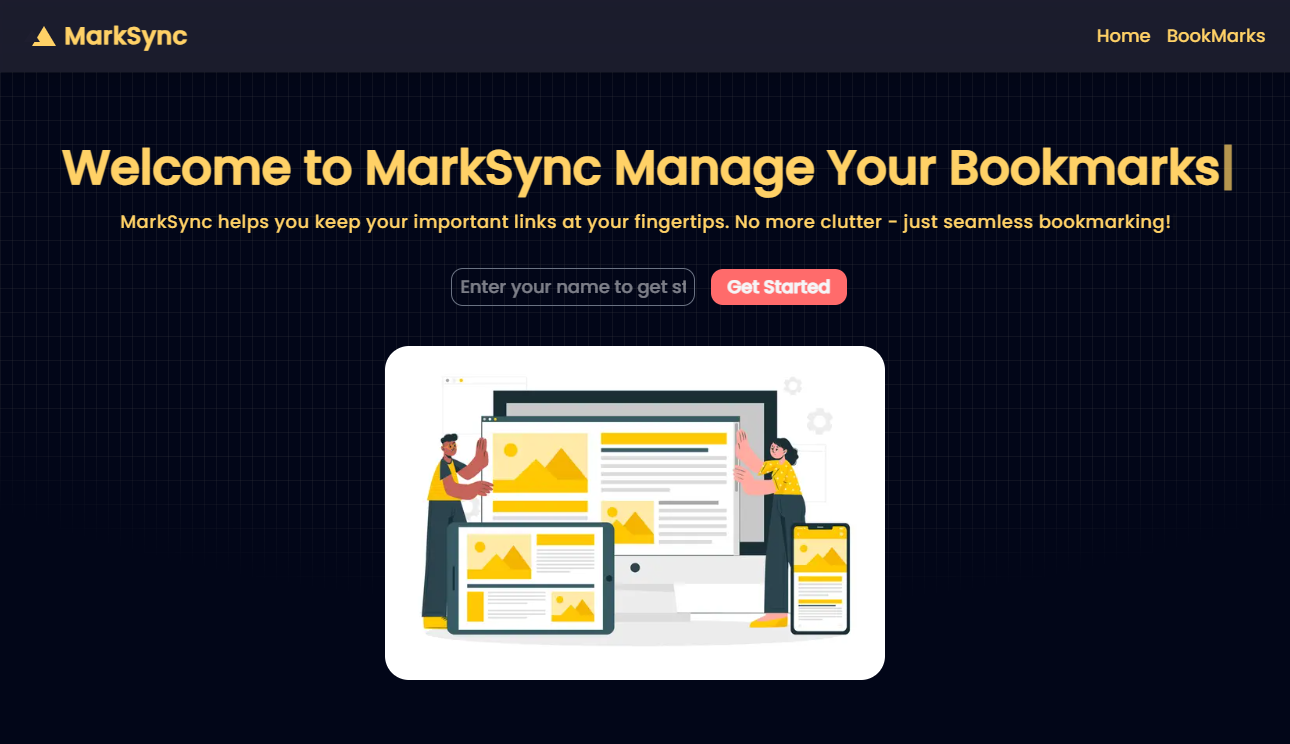 MarkSync
Home BookMarks
Welcome to MarkSync Manage Your Bookmarks
MarkSync helps you keep your important links at your fingertips. No more clutter - just seamless bookmarking!
Enter your name to get st
Get Started